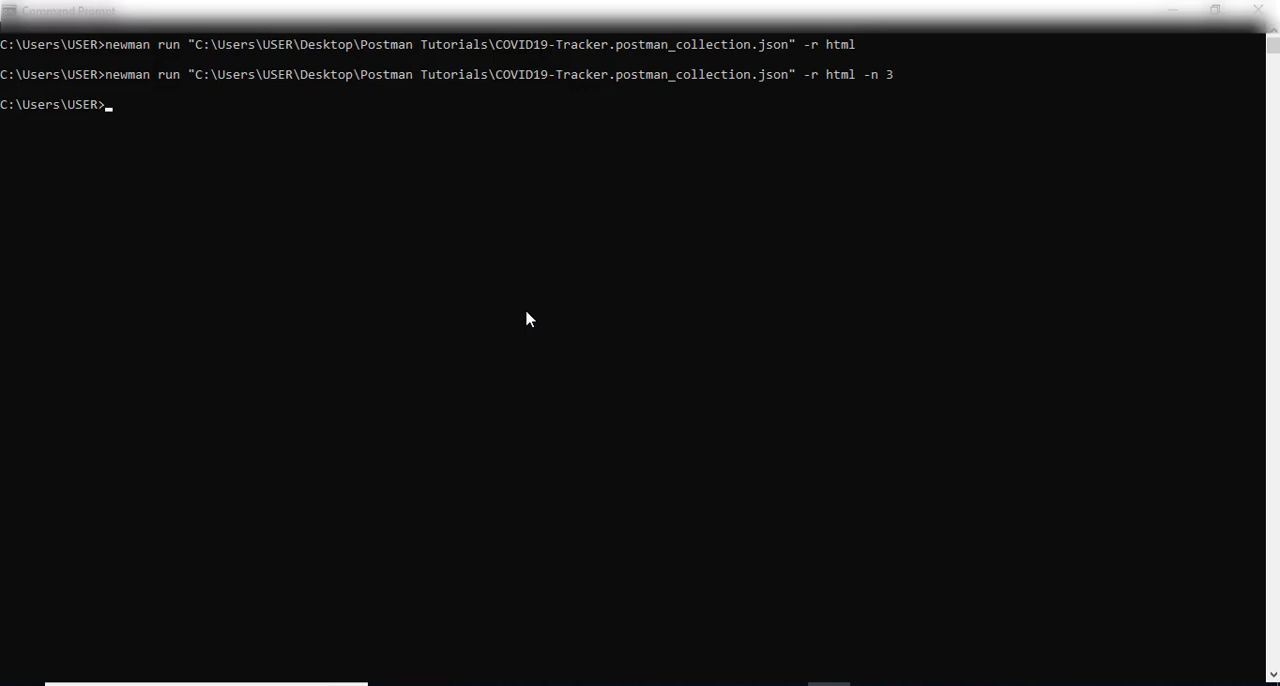 Command Prompt
C:\Users\USER>newman run "C:\Users\USER\Desktop\Postman Tutorials\COVID19-Tracker.postman_collection.json" -r html
C:\Users\USER>newman run "C:\Users\USER\Desktop\Postman Tutorials\COVID19-Tracker.postman_collection.json" -r html -n 3
C:\Users\USER>